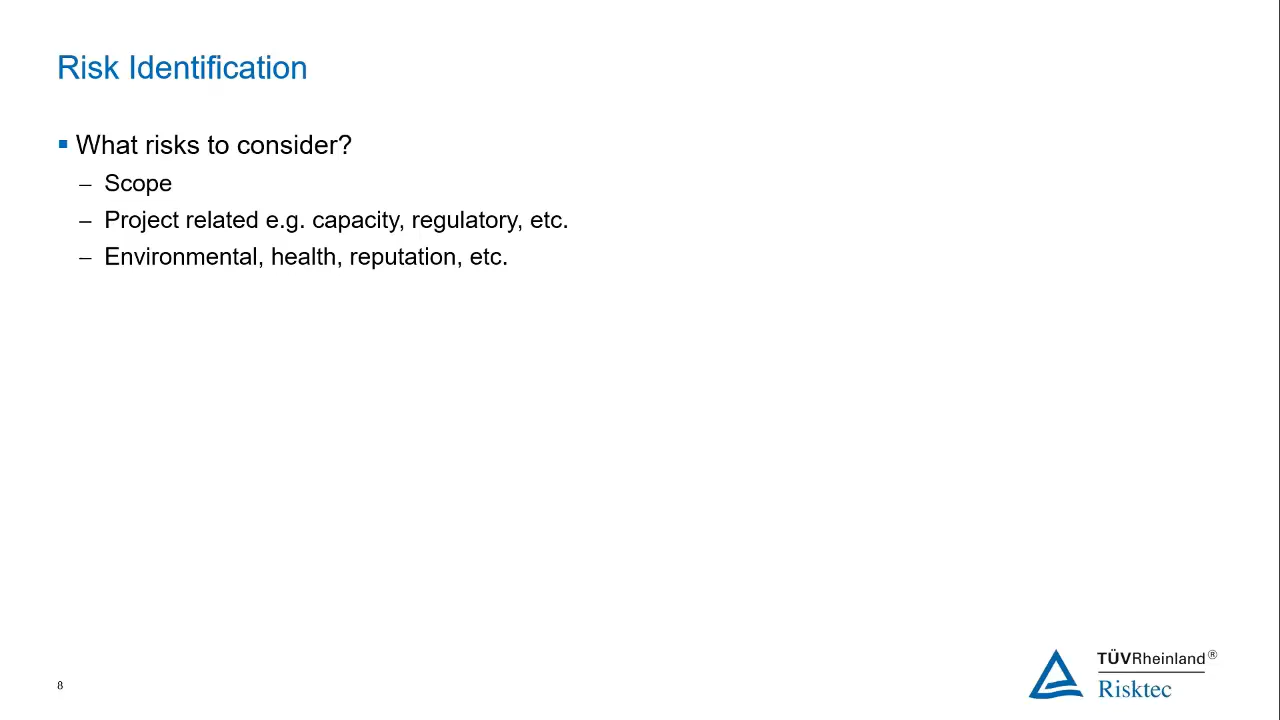 Risk Identification
▪ What risks to consider?
– Scope
– Project related e.g. capacity, regulatory, etc.
– Environmental, health, reputation, etc.
8
TÜVRheinland®
Risktec